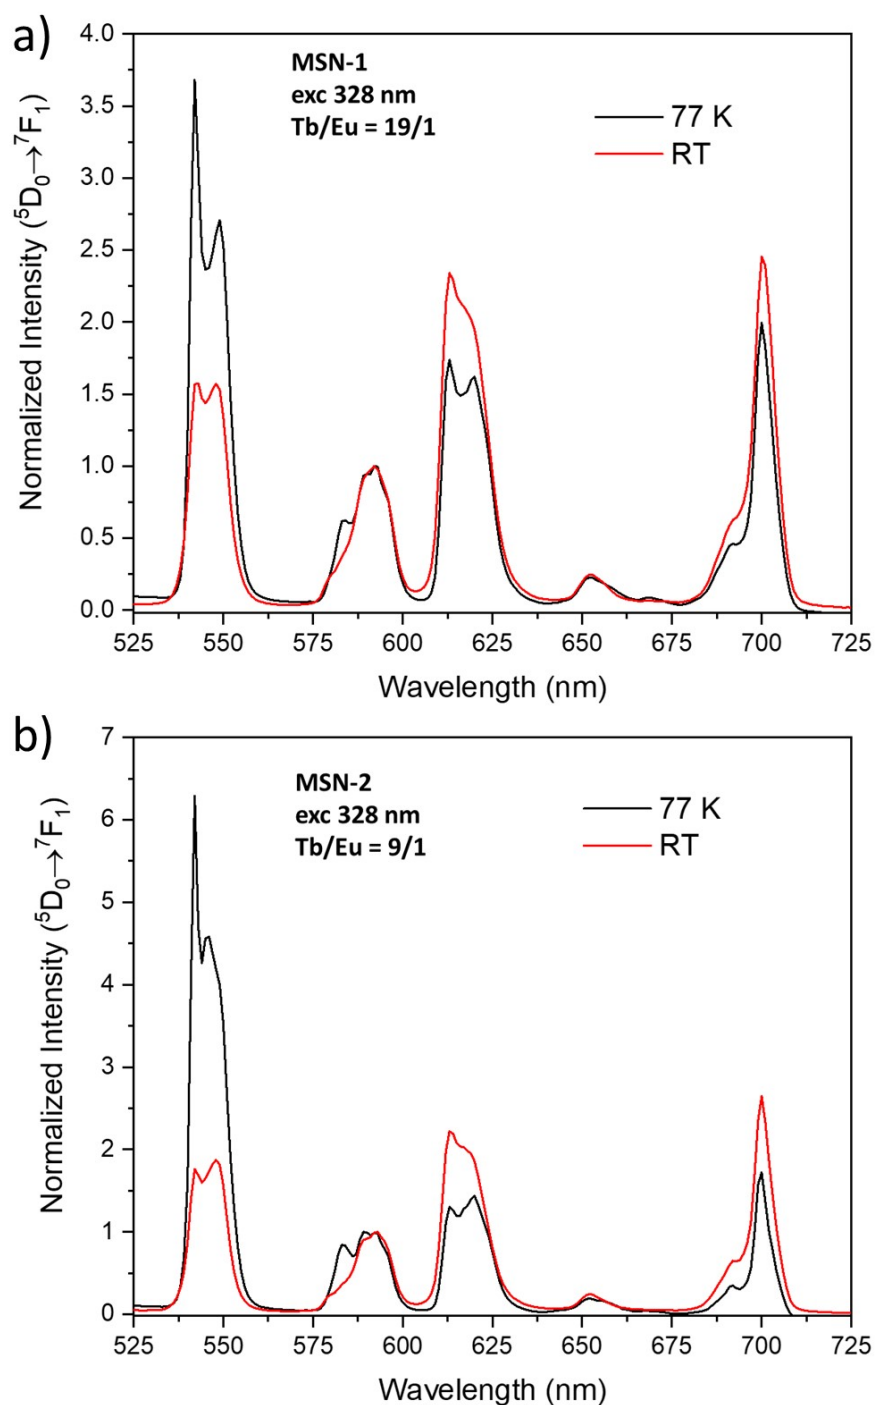 a)
MSN-1
exc 328 nm
Tb/Eu = 19/1
77 K
RT
Normalized Intensity (⁵D₀→⁷F₁)
4.0
3.5
3.0
2.5
2.0
1.5
1.0
0.5
0.0
525 550 575 600 625 650 675 700 725
Wavelength (nm)
b)
MSN-2
exc 328 nm
Tb/Eu = 9/1
77 K
RT
Normalized Intensity (⁵D₀→⁷F₁)
7
6
5
4
3
2
1
0
525 550 575 600 625 650 675 700 725
Wavelength (nm)